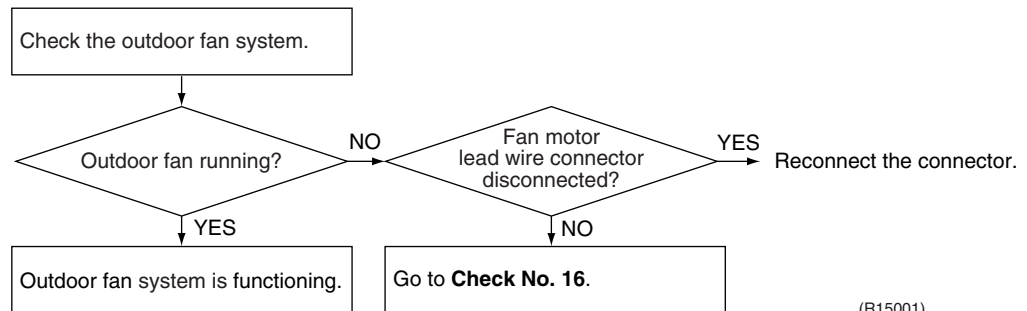 Check the outdoor fan system.
Outdoor fan running?
NO
Fan motor
lead wire connector
disconnected?
YES
Reconnect the connector.
YES
NO
Outdoor fan system is functioning.
Go to Check No. 16.
(R15001)